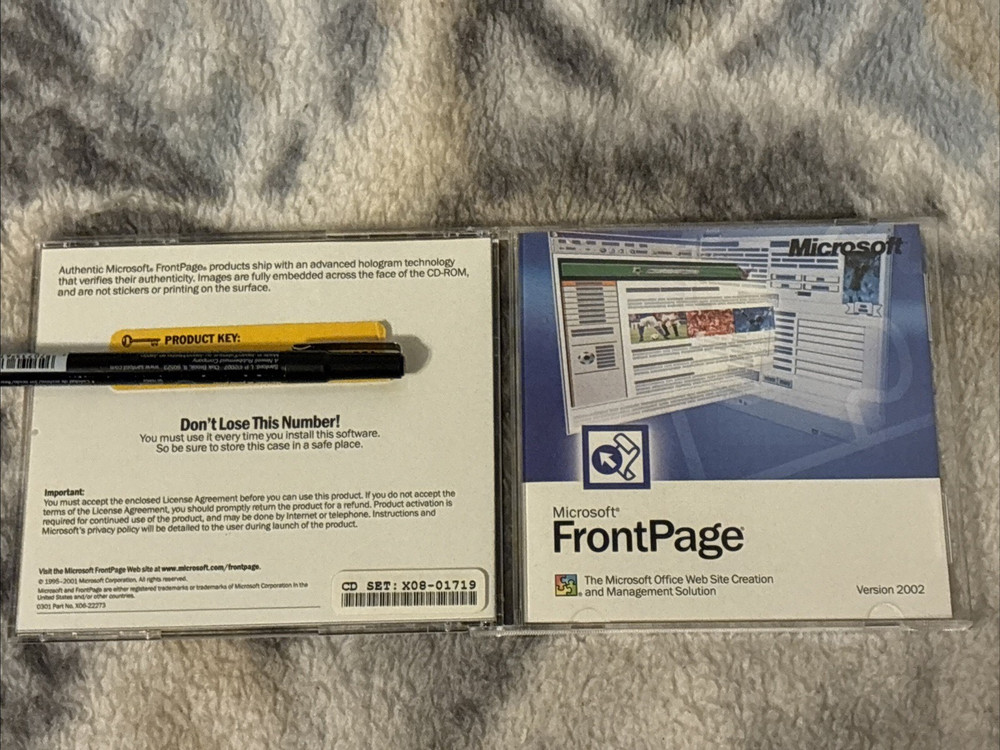 Authentic Microsoft® FrontPage® products ship with an advanced hologram technology
that verifies their authenticity. Images are fully embedded across the face of the CD-ROM,
and are not stickers or printing on the surface.
PRODUCT KEY:
Don't Lose This Number!
You must use it every time you install this software.
So be sure to store this case in a safe place.
Important:
You must accept the enclosed License Agreement before you can use this product. If you do not accept the
terms of the License Agreement, you should promptly return the product for a refund. Product activation is
required for continued use of the product, and may be done by Internet or telephone. Instructions and
Microsoft's privacy policy will be detailed to the user during launch of the product.
Visit the Microsoft FrontPage Web site at www.microsoft.com/frontpage.
© 1995-2001 Microsoft Corporation. All rights reserved.
Microsoft and FrontPage are either registered trademarks or trademarks of Microsoft Corporation in the
United States and/or other countries.
0301 Part No. X08-22773
CD SET: X08-01719
Microsoft
Microsoft®
FrontPage®
The Microsoft Office Web Site Creation
and Management Solution
Version 2002